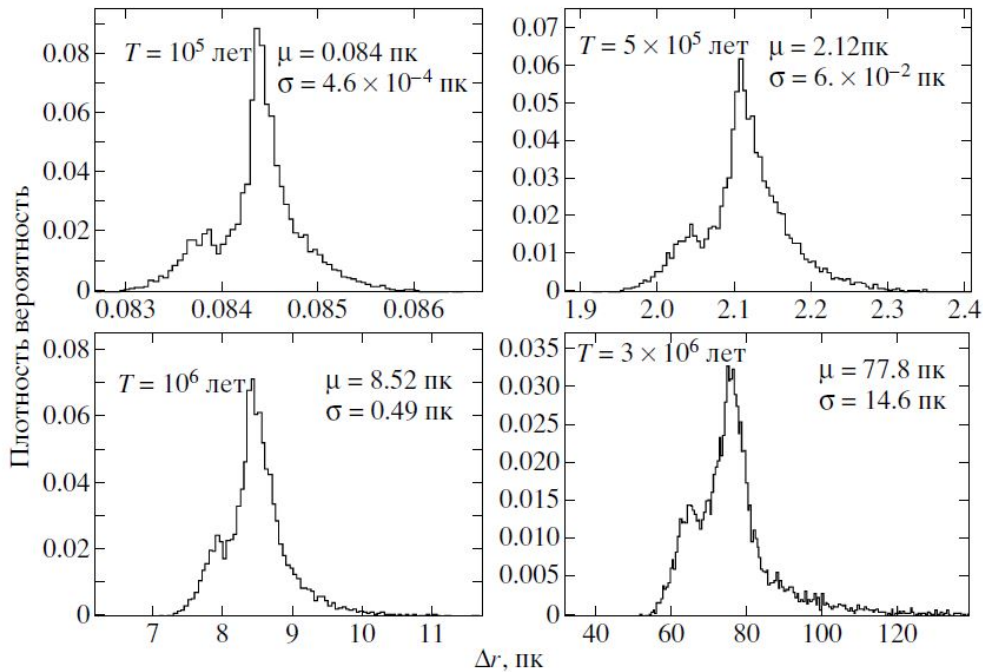 T = 10⁵ лет
μ = 0.084 пк
σ = 4.6 × 10⁻⁴ пк
0.08
0.06
0.04
0.02
0
0.083 0.084 0.085 0.086
T = 5 × 10⁵ лет
μ = 2.12пк
σ = 6. × 10⁻² пк
0.07
0.06
0.05
0.04
0.03
0.02
0.01
0
1.9 2.0 2.1 2.2 2.3 2.4
Плотность вероятность
T = 10⁶ лет
μ = 8.52 пк
σ = 0.49 пк
0.08
0.06
0.04
0.02
0
7 8 9 10 11
T = 3 × 10⁶ лет
μ = 77.8 пк
σ = 14.6 пк
0.035
0.030
0.025
0.020
0.015
0.010
0.005
0
40 60 80 100 120
Δr, пк